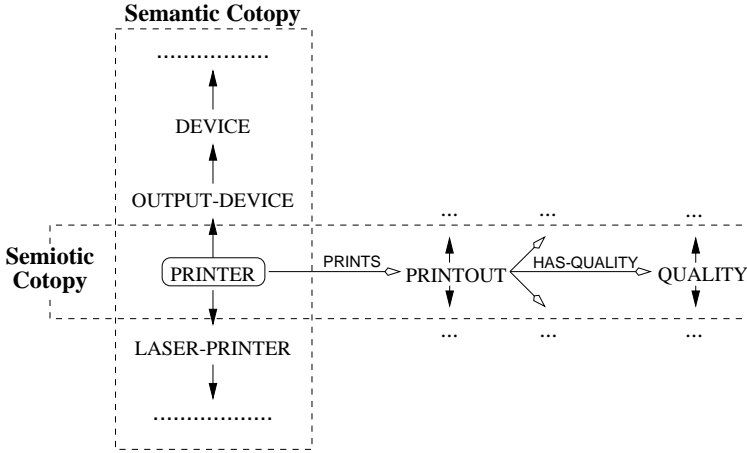 Semantic Cotopy
.................
DEVICE
OUTPUT-DEVICE
... ... ...
Semiotic
Cotopy
PRINTER
PRINTS
PRINTOUT
HAS-QUALITY
QUALITY
... ... ...
LASER-PRINTER
..................